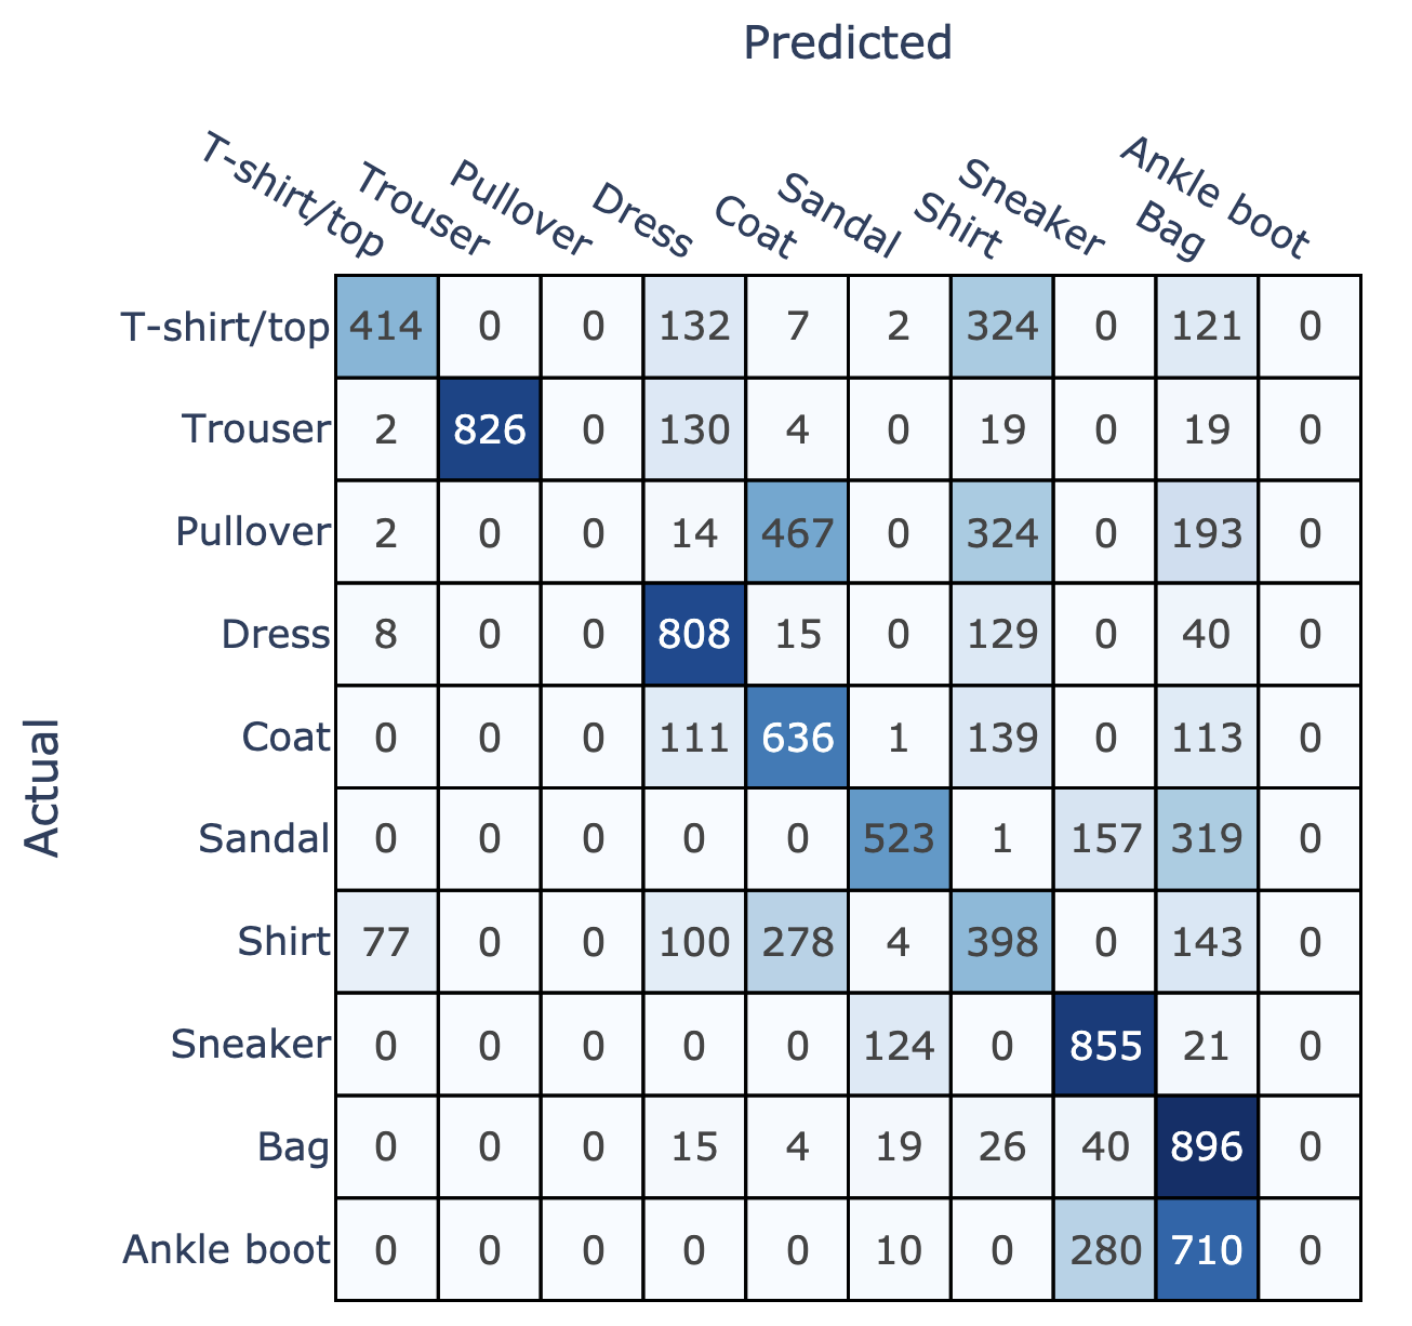 Predicted
T-shirt/top Trouser Pullover Dress Coat Sandal Shirt Sneaker Bag Ankle boot
T-shirt/top 414 0 0 132 7 2 324 0 121 0
Trouser 2 826 0 130 4 0 19 0 19 0
Pullover 2 0 0 14 467 0 324 0 193 0
Dress 8 0 0 808 15 0 129 0 40 0
Coat 0 0 0 111 636 1 139 0 113 0
Sandal 0 0 0 0 0 523 1 157 319 0
Shirt 77 0 0 100 278 4 398 0 143 0
Sneaker 0 0 0 0 0 124 0 855 21 0
Bag 0 0 0 15 4 19 26 40 896 0
Ankle boot 0 0 0 0 0 10 0 280 710 0
Actual